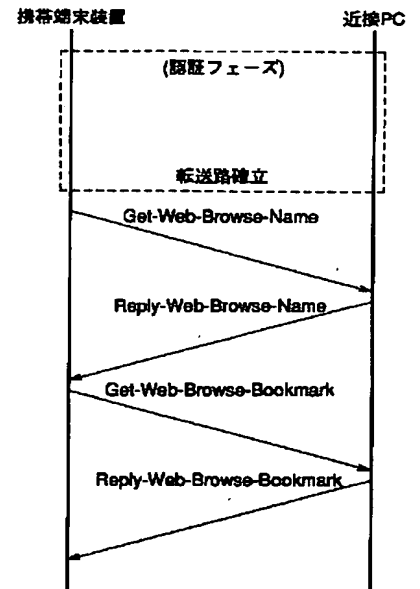 携帯端末装置 近接PC
(認証フェーズ)
転送路確立
Get-Web-Browse-Name
Reply-Web-Browse-Name
Get-Web-Browse-Bookmark
Reply-Web-Browse-Bookmark